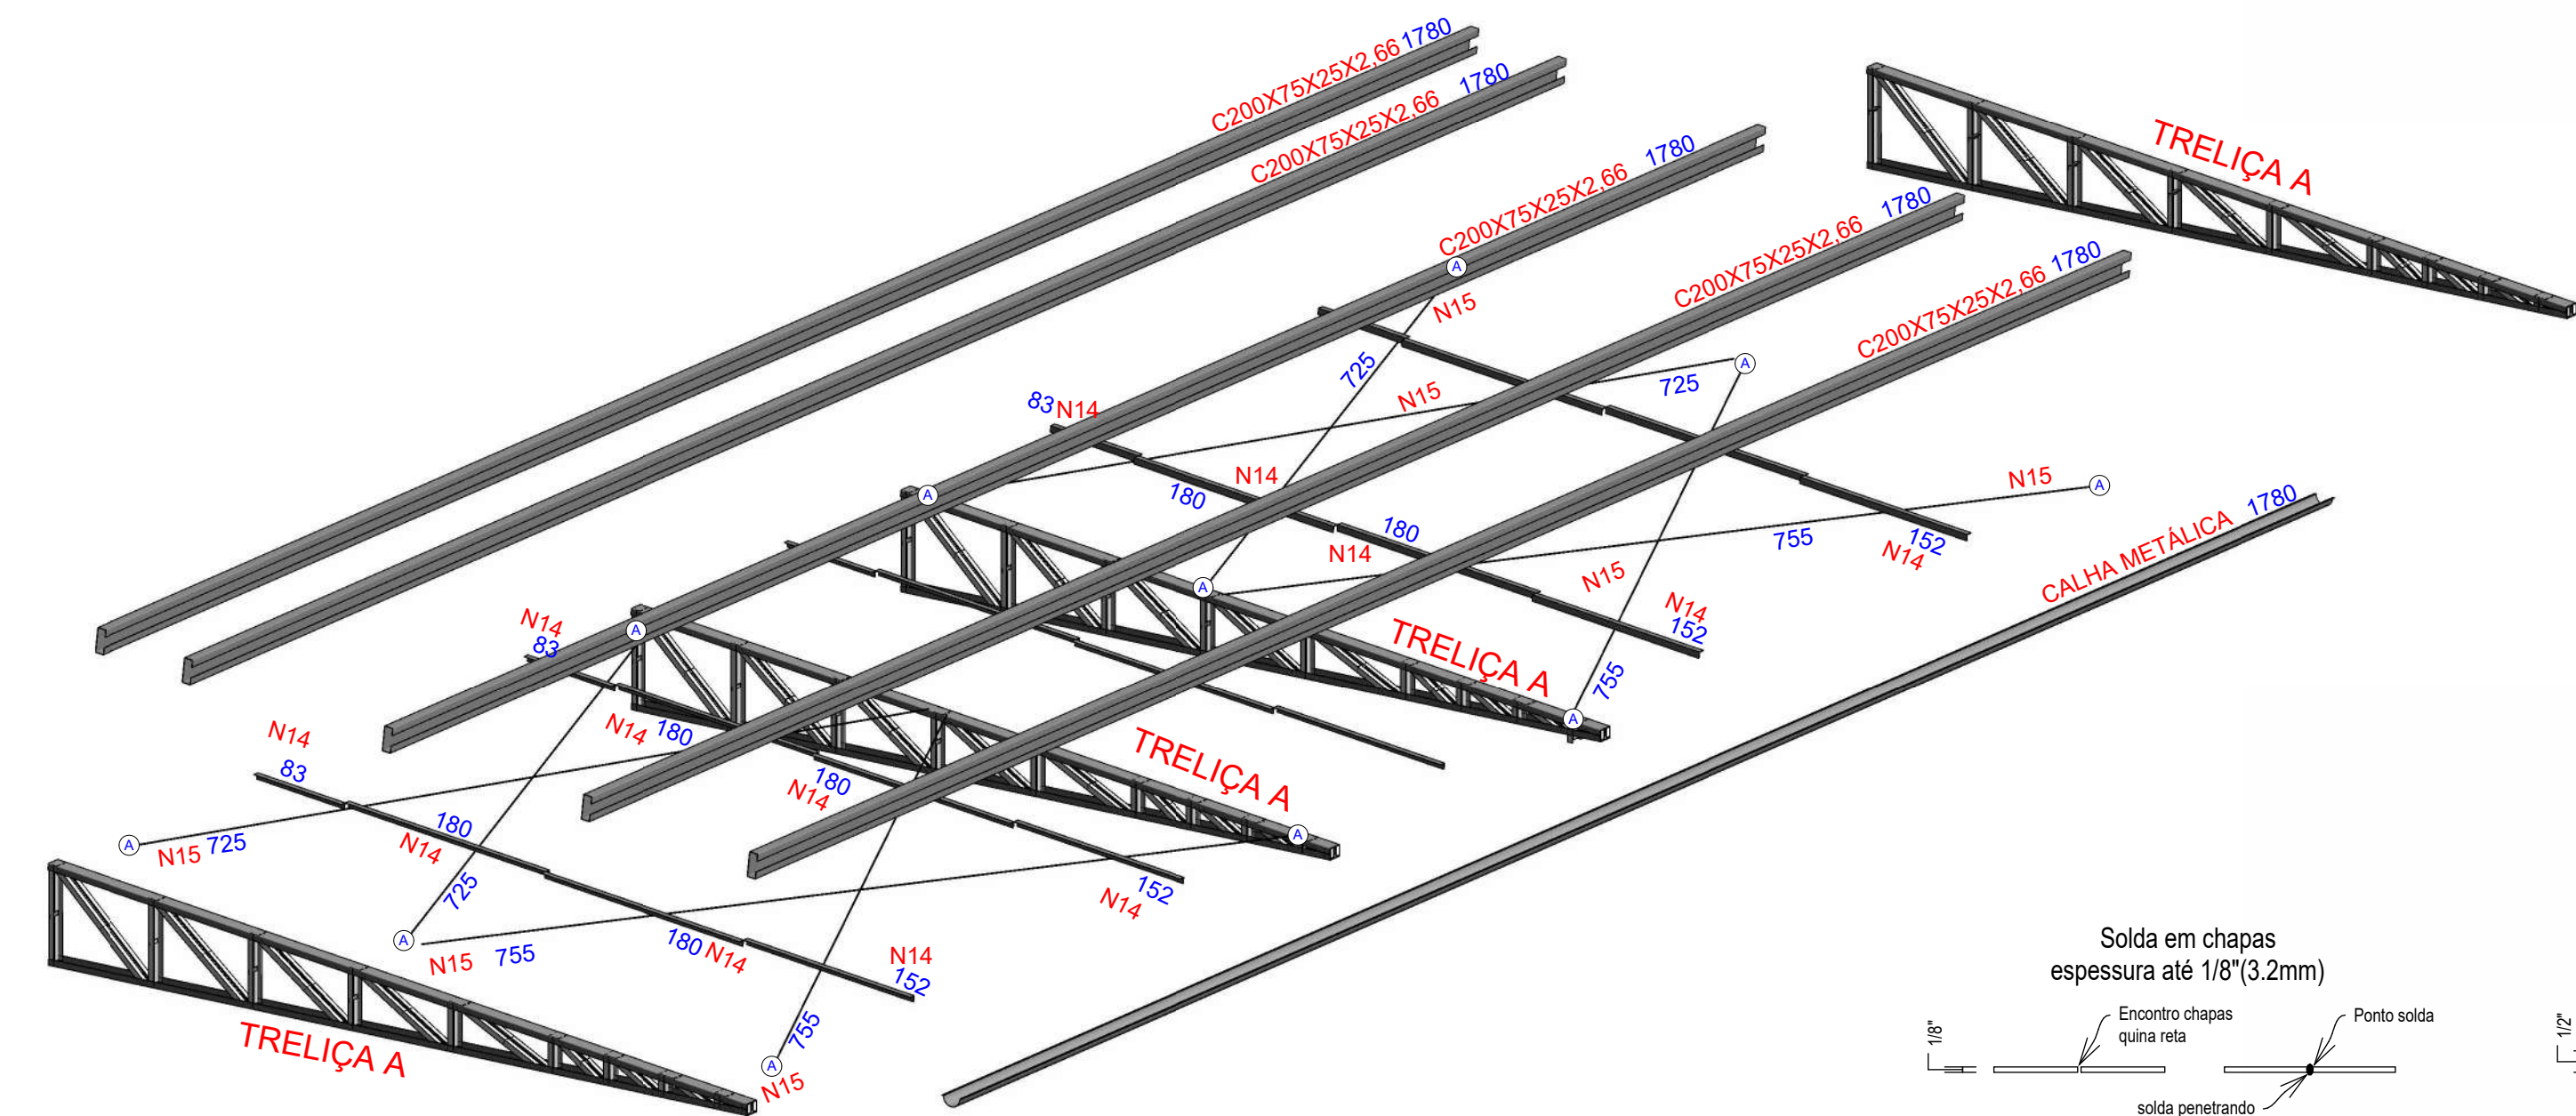 C200X75X25X2,66 1780
C200X75X25X2,66 1780
C200X75X25X2,66 1780
C200X75X25X2,66 1780
C200X75X25X2,66 1780
TRELIÇA A
A
N15
725
N15
725
A
83 N14
N14
180
180
N14
N15
755
A
152
N14
N15
N14
152
755
A
A
A
TRELIÇA A
CALHA METÁLICA 1780
N14
83
A
N14
180
180
N14
TRELIÇA A
A
152
N14
N14
83
180
N14
A
N15 725
725
A
N15 755
180 N14
N14
152
755
A
N15
TRELIÇA A
Solda em chapas
espessura até 1/8"(3.2mm)
1/8"
Encontro chapas
quina reta
Ponto solda
solda penetrando
1/2"